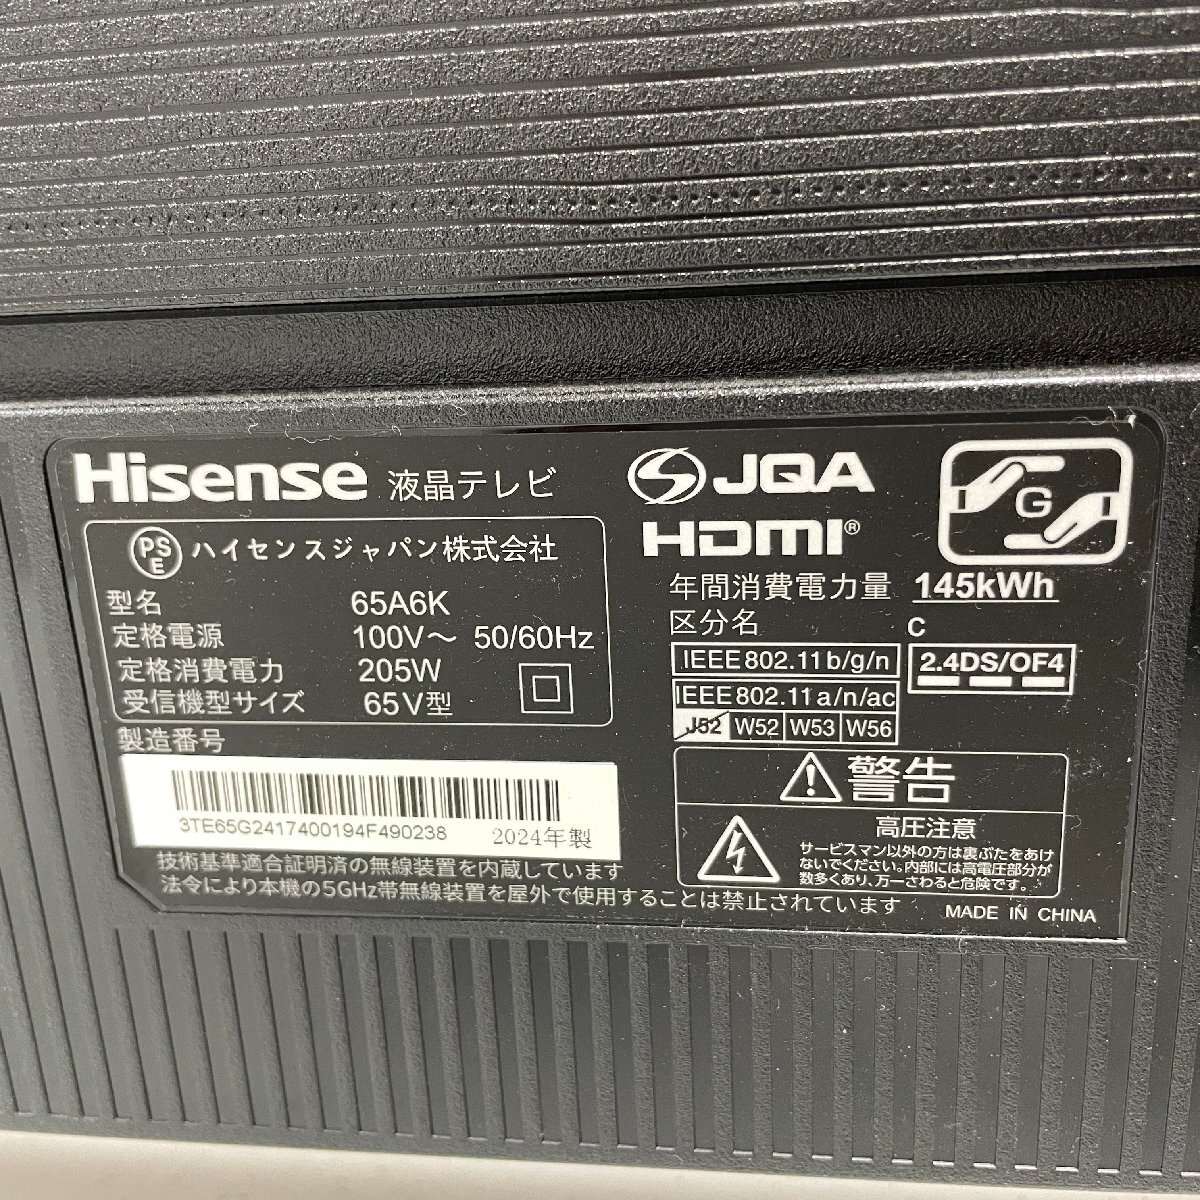 Hisense 液晶テレビ
PSE ハイセンスジャパン株式会社
型名 65A6K
定格電源 100V～ 50/60Hz
定格消費電力 205W
受信機型サイズ 65V型
製造番号
3TE65G2417400194F490238 2024年製
技術基準適合証明済の無線装置を内蔵しています
法令により本機の5GHz帯無線装置を屋外で使用することは禁止されています
JQA
HDMI®
G
年間消費電力量 145kWh
区分名 C
IEEE802.11b/g/n
2.4DS/OF4
IEEE802.11a/n/ac
J52 W52 W53 W56
警告
高圧注意
サービスマン以外の方は裏ぶたをあけ
ないでください。内部には高電圧部分が
数多くあり、万一さわると危険です。
MADE IN CHINA